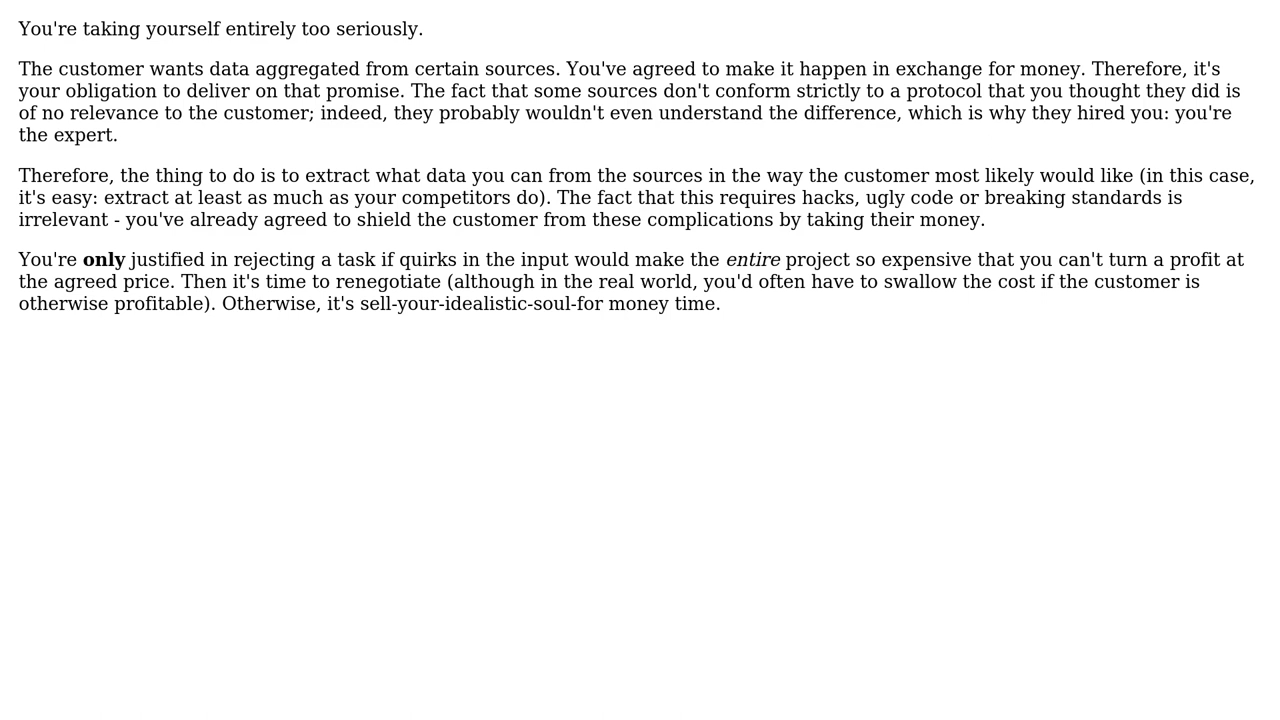 You're taking yourself entirely too seriously.
The customer wants data aggregated from certain sources. You've agreed to make it happen in exchange for money. Therefore, it's
your obligation to deliver on that promise. The fact that some sources don't conform strictly to a protocol that you thought they did is
of no relevance to the customer; indeed, they probably wouldn't even understand the difference, which is why they hired you: you're
the expert.
Therefore, the thing to do is to extract what data you can from the sources in the way the customer most likely would like (in this case,
it's easy: extract at least as much as your competitors do). The fact that this requires hacks, ugly code or breaking standards is
irrelevant - you've already agreed to shield the customer from these complications by taking their money.
You're only justified in rejecting a task if quirks in the input would make the entire project so expensive that you can't turn a profit at
the agreed price. Then it's time to renegotiate (although in the real world, you'd often have to swallow the cost if the customer is
otherwise profitable). Otherwise, it's sell-your-idealistic-soul-for money time.